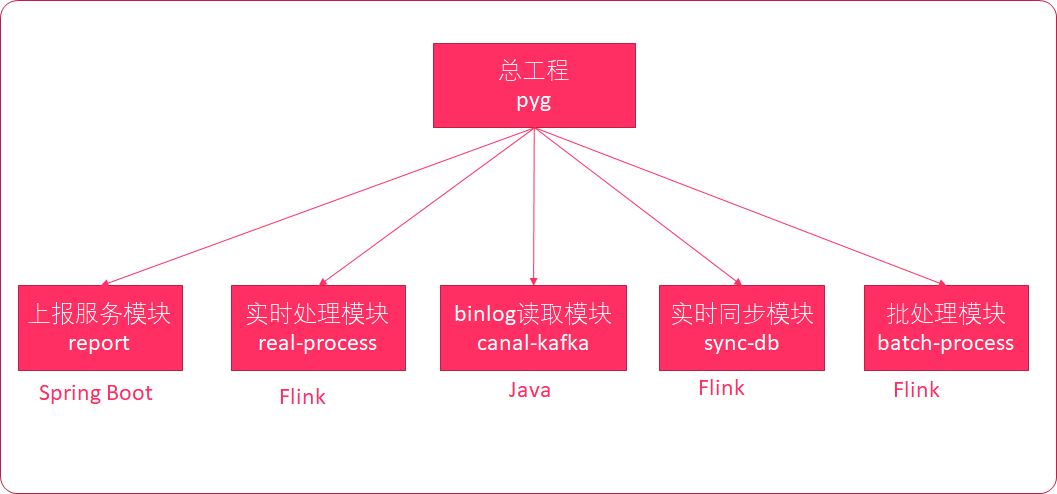 总工程
pyg
上报服务模块
report
实时处理模块
real-process
binlog读取模块
canal-kafka
实时同步模块
sync-db
批处理模块
batch-process
Spring Boot
Flink
Java
Flink
Flink